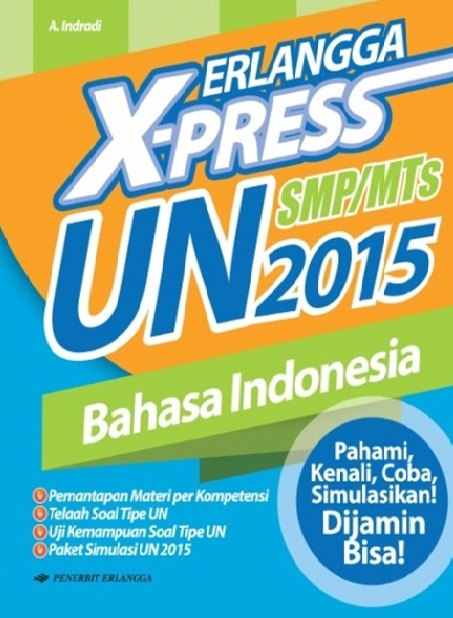 A. Indradi
ERLANGGA
X-PRESS
SMP/MTs
UN 2015
Bahasa Indonesia
Pahami,
Kenali, Coba,
Simulasikan!
Dijamin
Bisa!
Pemantapan Materi per Kompetensi
Telaah Soal Tipe UN
Uji Kemampuan Soal Tipe UN
Paket Simulasi UN 2015
PENERBIT ERLANGGA